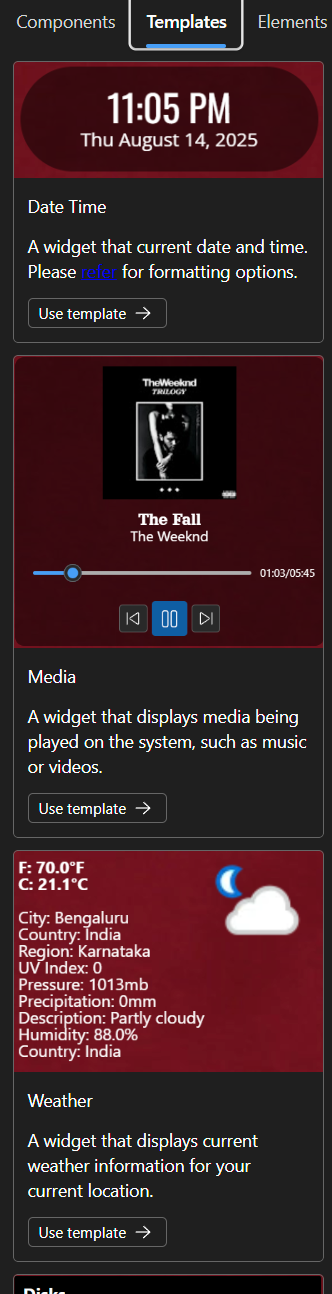 Components Templates Elements
11:05 PM
Thu August 14, 2025
Date Time
A widget that current date and time.
Please refer for formatting options.
Use template
TheWeeknd
TRILOGY
The Fall
The Weeknd
01:03/05:45
Media
A widget that displays media being
played on the system, such as music
or videos.
Use template
F: 70.0°F
C: 21.1°C
City: Bengaluru
Country: India
Region: Karnataka
UV Index: 0
Pressure: 1013mb
Precipitation: 0mm
Description: Partly cloudy
Humidity: 88.0%
Country: India
Weather
A widget that displays current
weather information for your
current location.
Use template
Disks